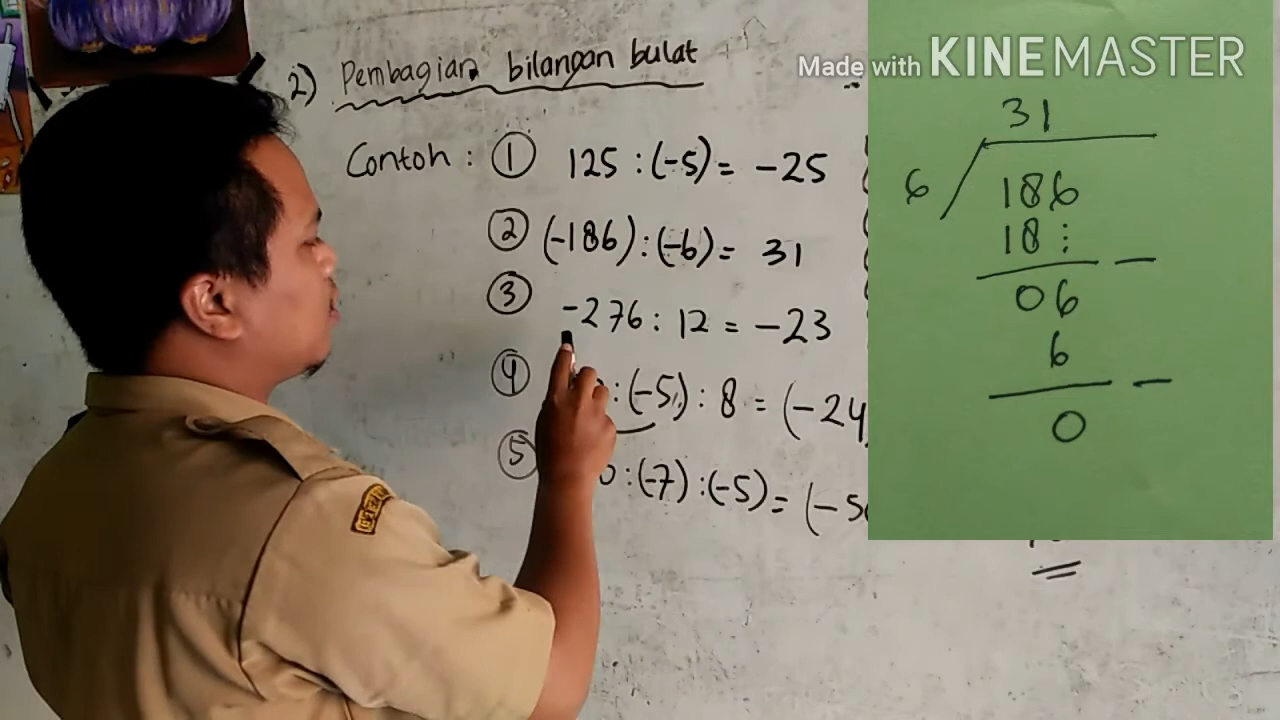 2) Pembagian bilangan bulat
Contoh : ① 125 : (-5) = -25
② (-186) : (-6) = 31
③ -276 : 12 = -23
④ : (-5) : 8 = (-24
⑤ 0 : (-7) : (-5) = (-5
Made with KINEMASTER
31
6 186
18 :
06
6
0